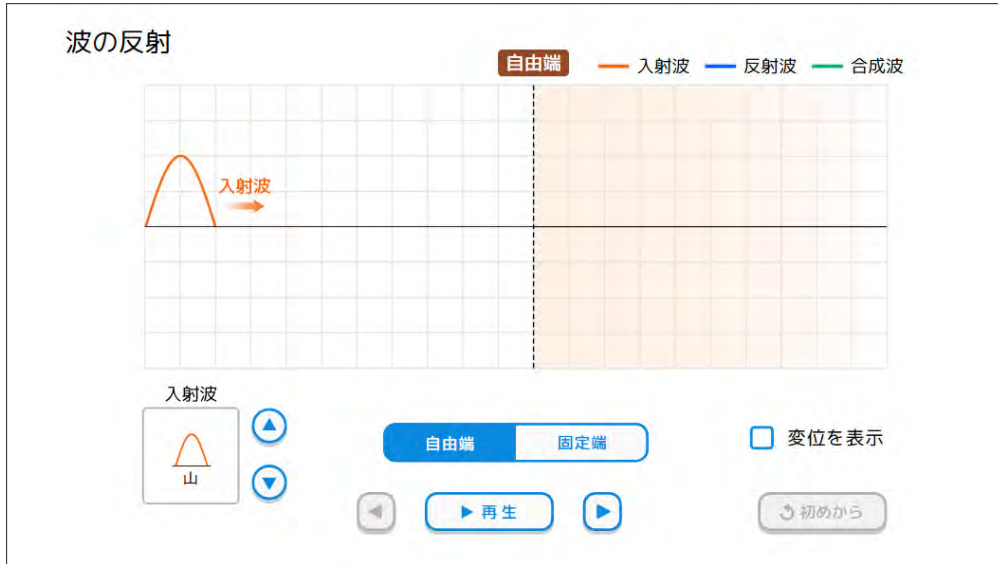 波の反射
自由端 入射波 反射波 合成波
入射波
入射波
山
自由端 固定端
変位を表示
再生
初めから